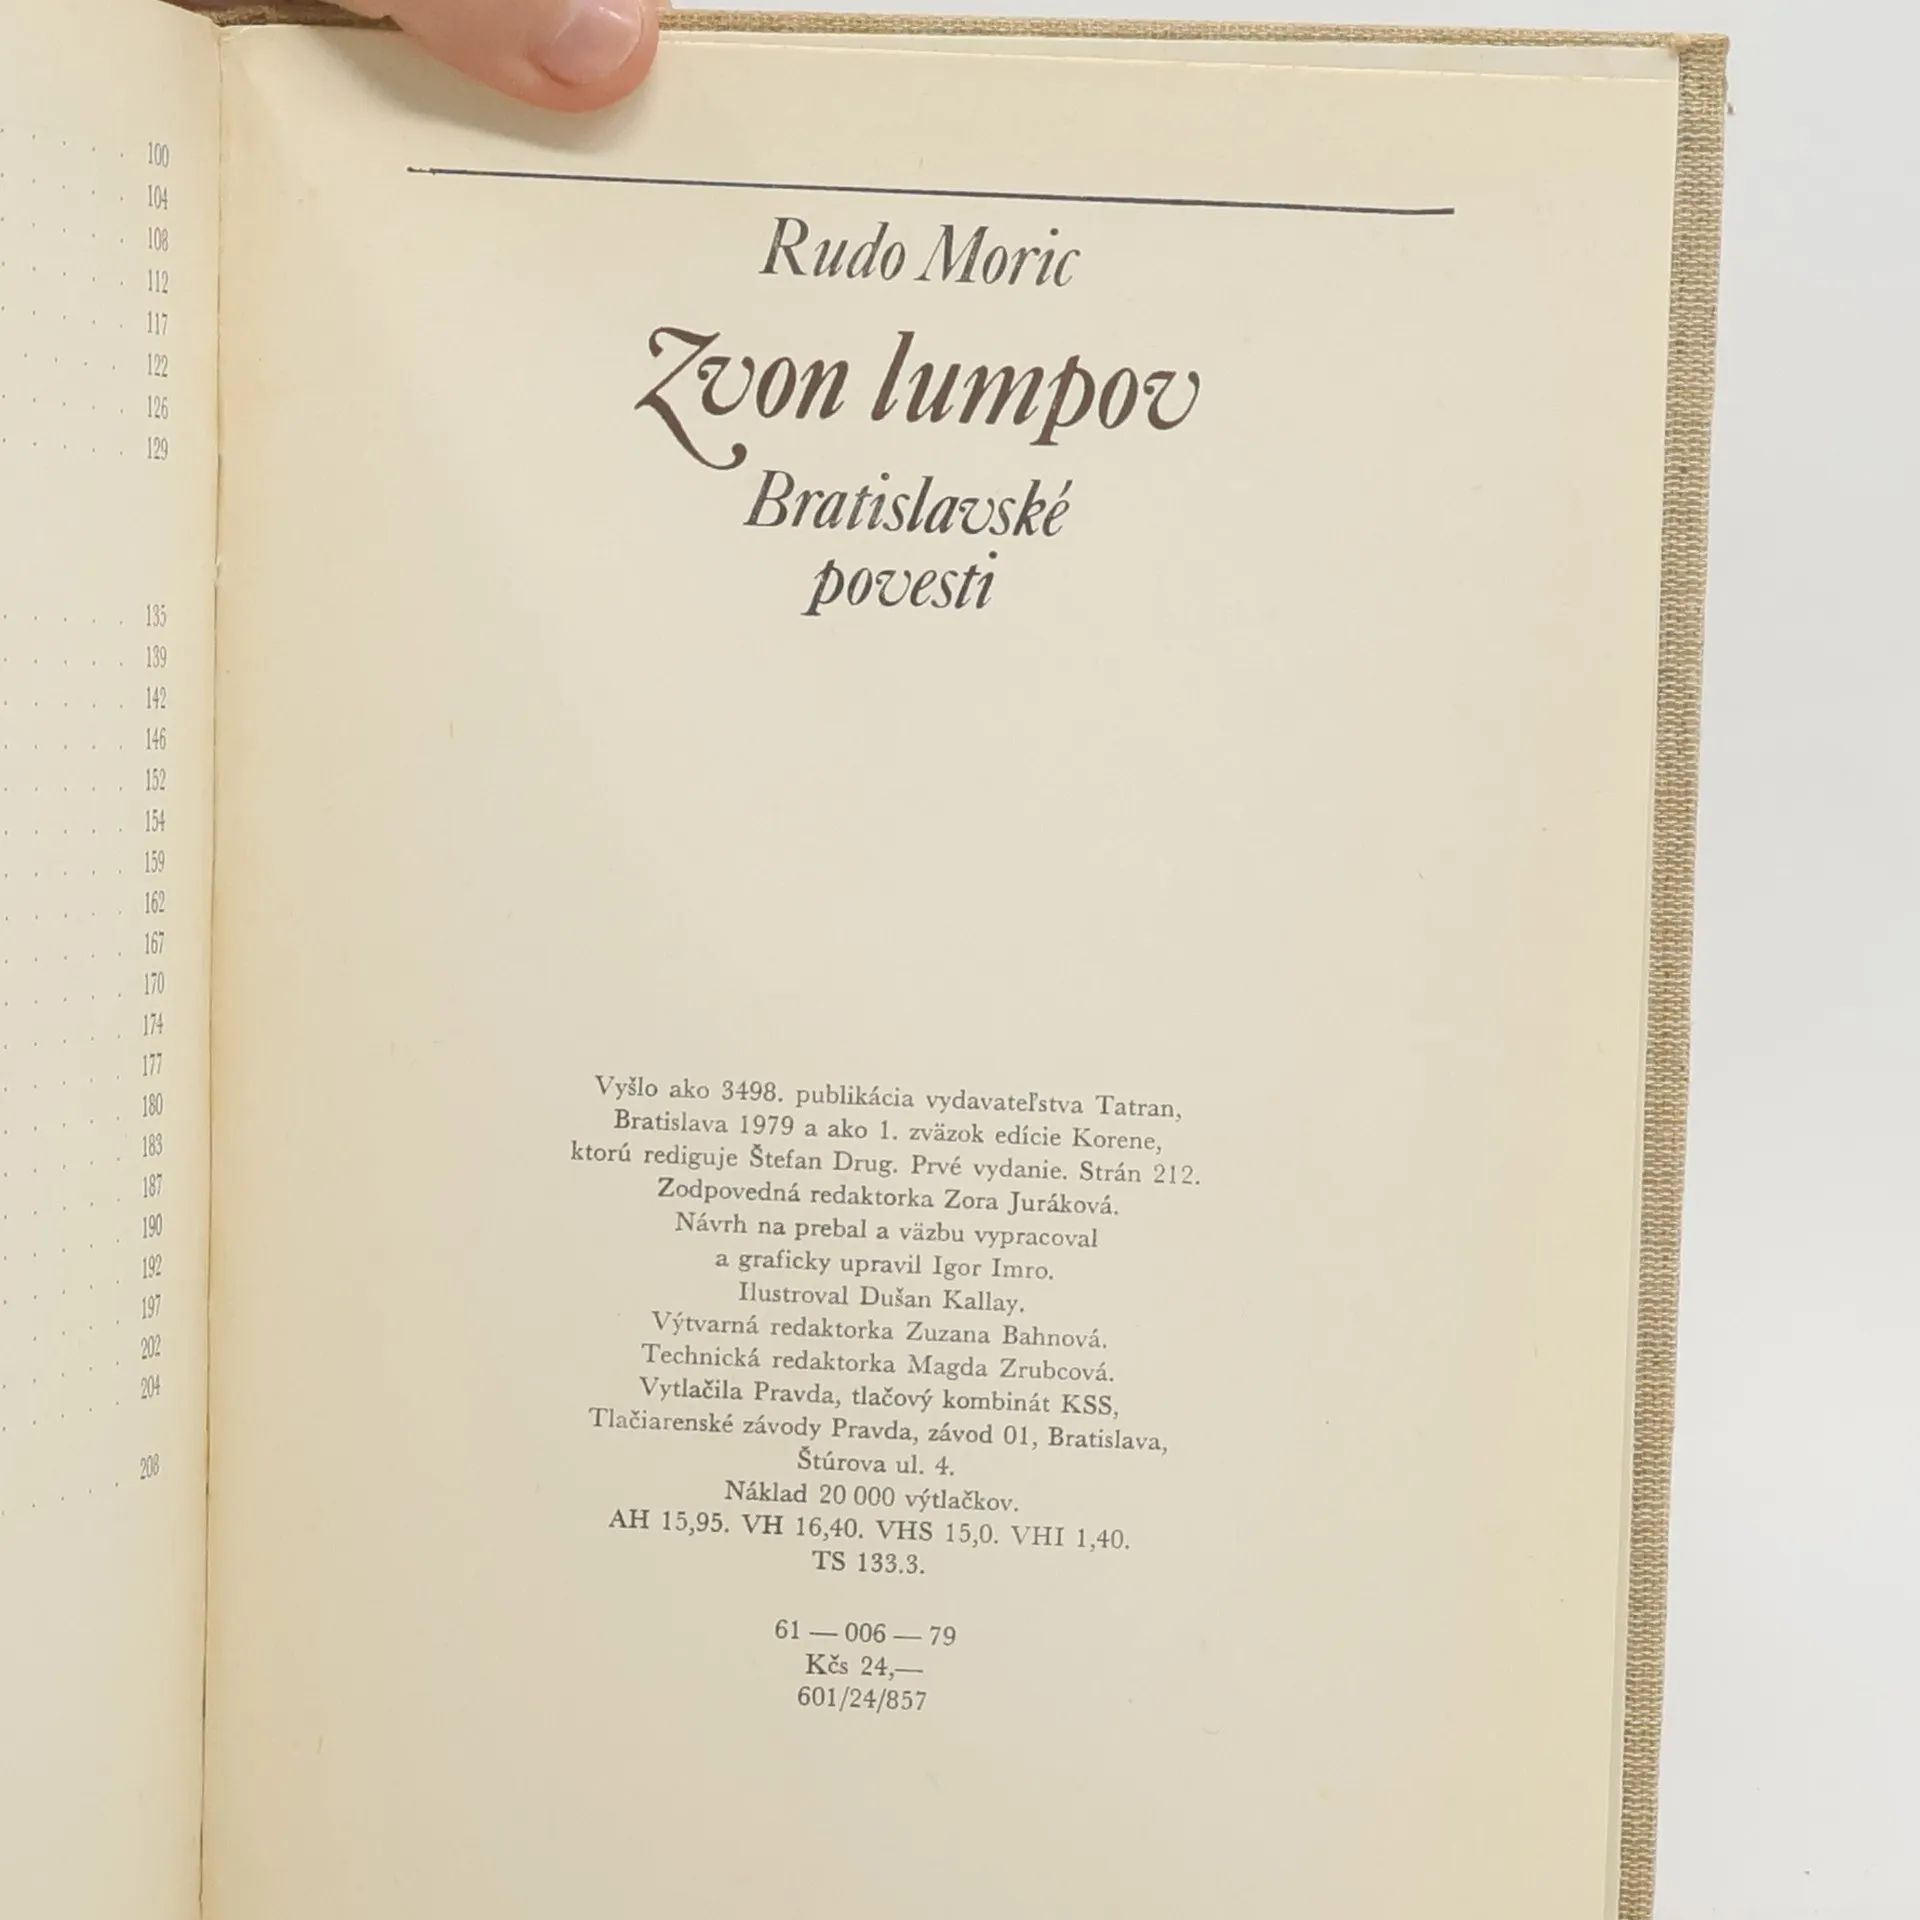 100
104
108
112
117
122
126
129
135
139
142
146
152
154
159
162
167
170
174
177
180
183
187
190
192
197
202
204
208
Rudo Moric
Zvon lumpov
Bratislavské
povesti
Vyšlo ako 3498. publikácia vydavateľstva Tatran,
Bratislava 1979 a ako 1. zväzok edície Korene,
ktorú rediguje Štefan Drug. Prvé vydanie. Strán 212.
Zodpovedná redaktorka Zora Juráková.
Návrh na prebal a väzbu vypracoval
a graficky upravil Igor Imro.
Ilustroval Dušan Kallay.
Výtvarná redaktorka Zuzana Bahnová.
Technická redaktorka Magda Zrubcová.
Vytlačila Pravda, tlačový kombinát KSS,
Tlačiarenské závody Pravda, závod 01, Bratislava,
Štúrova ul. 4.
Náklad 20 000 výtlačkov.
AH 15,95. VH 16,40. VHS 15,0. VHI 1,40.
TS 133.3.
61 — 006 — 79
Kčs 24,—
601/24/857